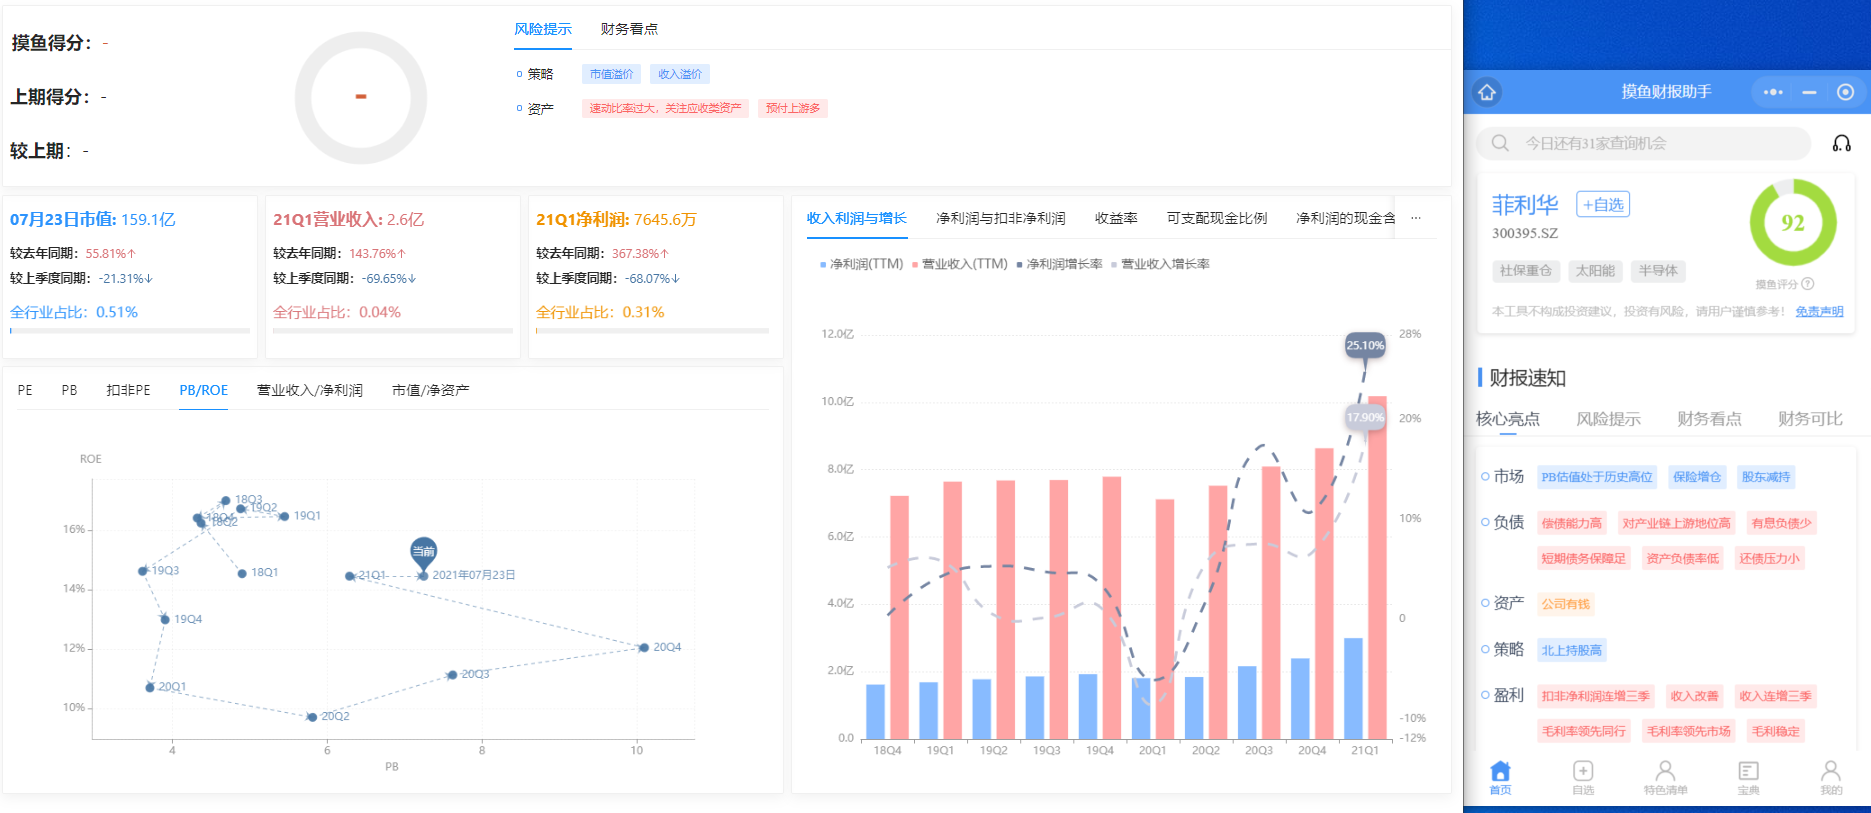 摸鱼得分：-
上期得分：-
较上期：-
-
风险提示 财务看点
策略 市值溢价 收入溢价
资产 速动比率过大，关注应收类资产 预付上游多
07月23日市值: 159.1亿
较去年同期: 55.81%↑
较上季度同期: -21.31%↓
全行业占比: 0.51%
21Q1营业收入: 2.6亿
较去年同期: 143.76%↑
较上季度同期: -69.65%↓
全行业占比: 0.04%
21Q1净利润: 7645.6万
较去年同期: 367.38%↑
较上季度同期: -68.07%↓
全行业占比: 0.31%
PE PB 扣非PE PB/ROE 营业收入/净利润 市值/净资产
ROE
16%
14%
12%
10%
18Q3
19Q2
18Q4
18Q2
19Q1
19Q3
18Q1
当前
21Q1
2021年07月23日
19Q4
20Q4
20Q3
20Q1
20Q2
4 6 8 10
PB
收入利润与增长 净利润与扣非净利润 收益率 可支配现金比例 净利润的现金含 ...
净利润(TTM) 营业收入(TTM) 净利润增长率 营业收入增长率
12.0亿 28%
25.10%
10.0亿 20%
17.90%
8.0亿
10%
6.0亿
4.0亿
0
2.0亿
-10%
0.0 -12%
18Q4 19Q1 19Q2 19Q3 19Q4 20Q1 20Q2 20Q3 20Q4 21Q1
摸鱼财报助手
今日还有31家查询机会
菲利华 +自选
300395.SZ
92
社保重仓 太阳能 半导体
摸鱼评分 ?
本工具不构成投资建议，投资有风险，请用户谨慎参考! 免责声明
财报速知
核心亮点 风险提示 财务看点 财务可比
市场 PB估值处于历史高位 保险增仓 股东减持
负债 偿债能力高 对产业链上游地位高 有息负债少
短期债务保障足 资产负债率低 还债压力小
资产 公司有钱
策略 北上持股高
盈利 扣非净利润连增三季 收入改善 收入连增三季
毛利率领先同行 毛利率领先市场 毛利稳定
首页 自选 特色清单 宝典 我的